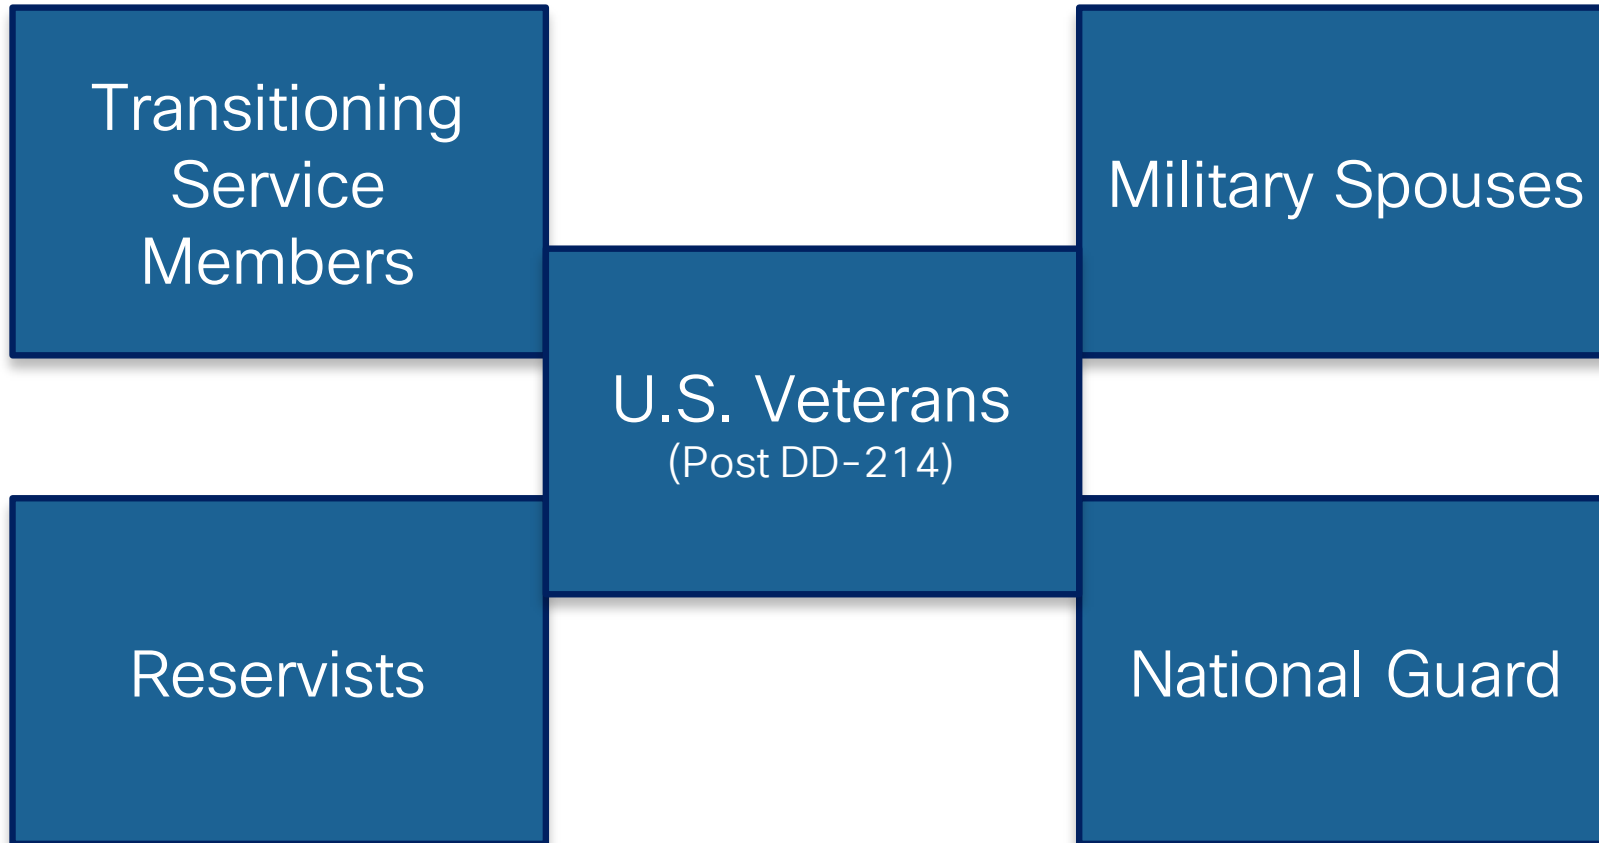 Transitioning
Service
Members
Military Spouses
U.S. Veterans
(Post DD-214)
Reservists
National Guard